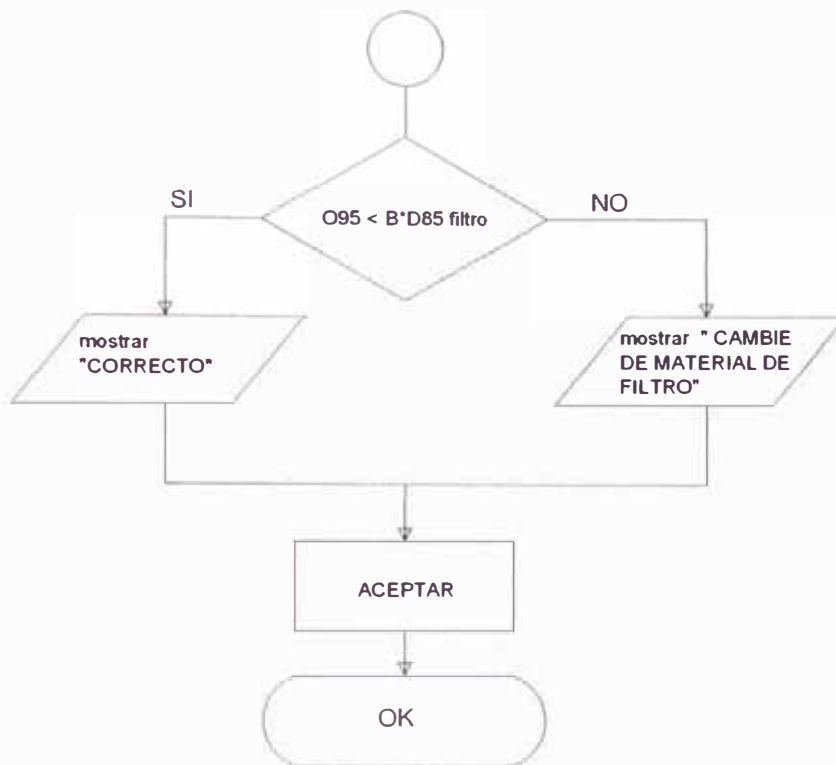 SI
O95 < B*D85 filtro
NO
mostrar
"CORRECTO"
mostrar " CAMBIE
DE MATERIAL DE
FILTRO"
ACEPTAR
OK